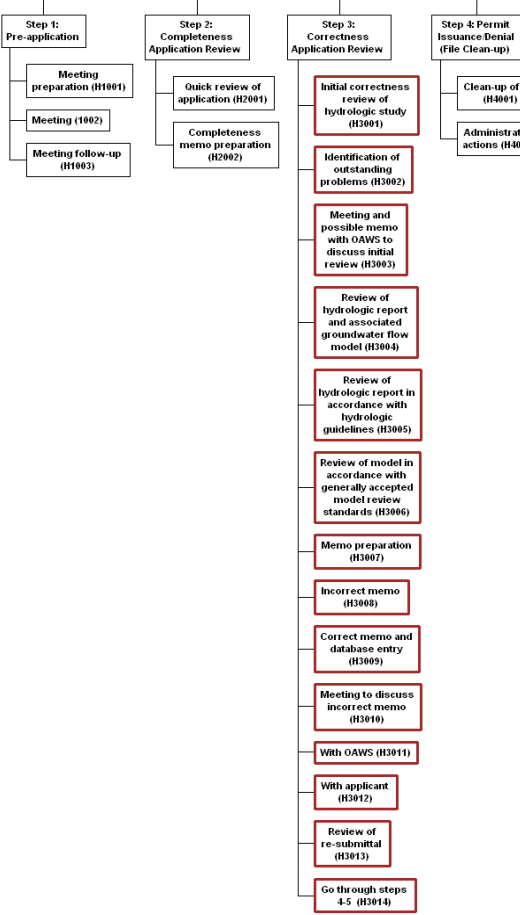 Step 1:
Pre-application
Meeting
preparation (H1001)
Meeting (1002)
Meeting follow-up
(H1003)
Step 2:
Completeness
Application Review
Quick review of
application (H2001)
Completeness
memo preparation
(H2002)
Step 3:
Correctness
Application Review
Initial correctness
review of
hydrologic study
(H3001)
Identification of
outstanding
problems (H3002)
Meeting and
possible memo
with OAWS to
discuss initial
review (H3003)
Review of
hydrologic report
and associated
groundwater flow
model (H3004)
Review of
hydrologic report in
accordance with
hydrologic
guidelines (H3005)
Review of model in
accordance with
generally accepted
model review
standards (H3006)
Memo preparation
(H3007)
Incorrect memo
(H3008)
Correct memo and
database entry
(H3009)
Meeting to discuss
incorrect memo
(H3010)
With OAWS (H3011)
With applicant
(H3012)
Review of
re-submittal
(H3013)
Go through steps
4-5 (H3014)
Step 4: Permit
Issuance/Denial
(File Clean-up)
Clean-up of
(H4001)
Administrat
actions (H40